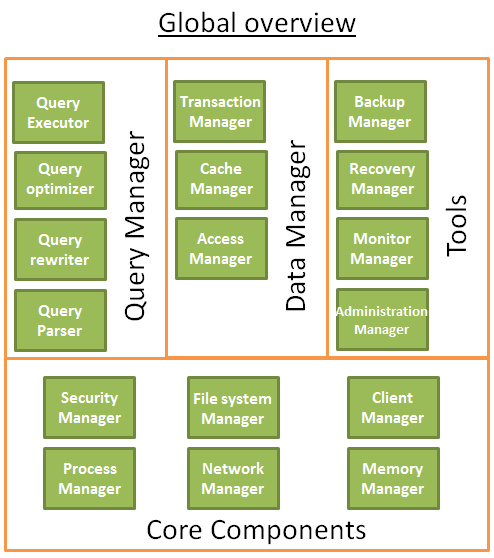 Global overview
Query
Executor
Query
optimizer
Query
rewriter
Query
Parser
Query Manager
Transaction
Manager
Cache
Manager
Access
Manager
Data Manager
Backup
Manager
Recovery
Manager
Monitor
Manager
Administration
Manager
Tools
Security
Manager
File system
Manager
Client
Manager
Process
Manager
Network
Manager
Memory
Manager
Core Components